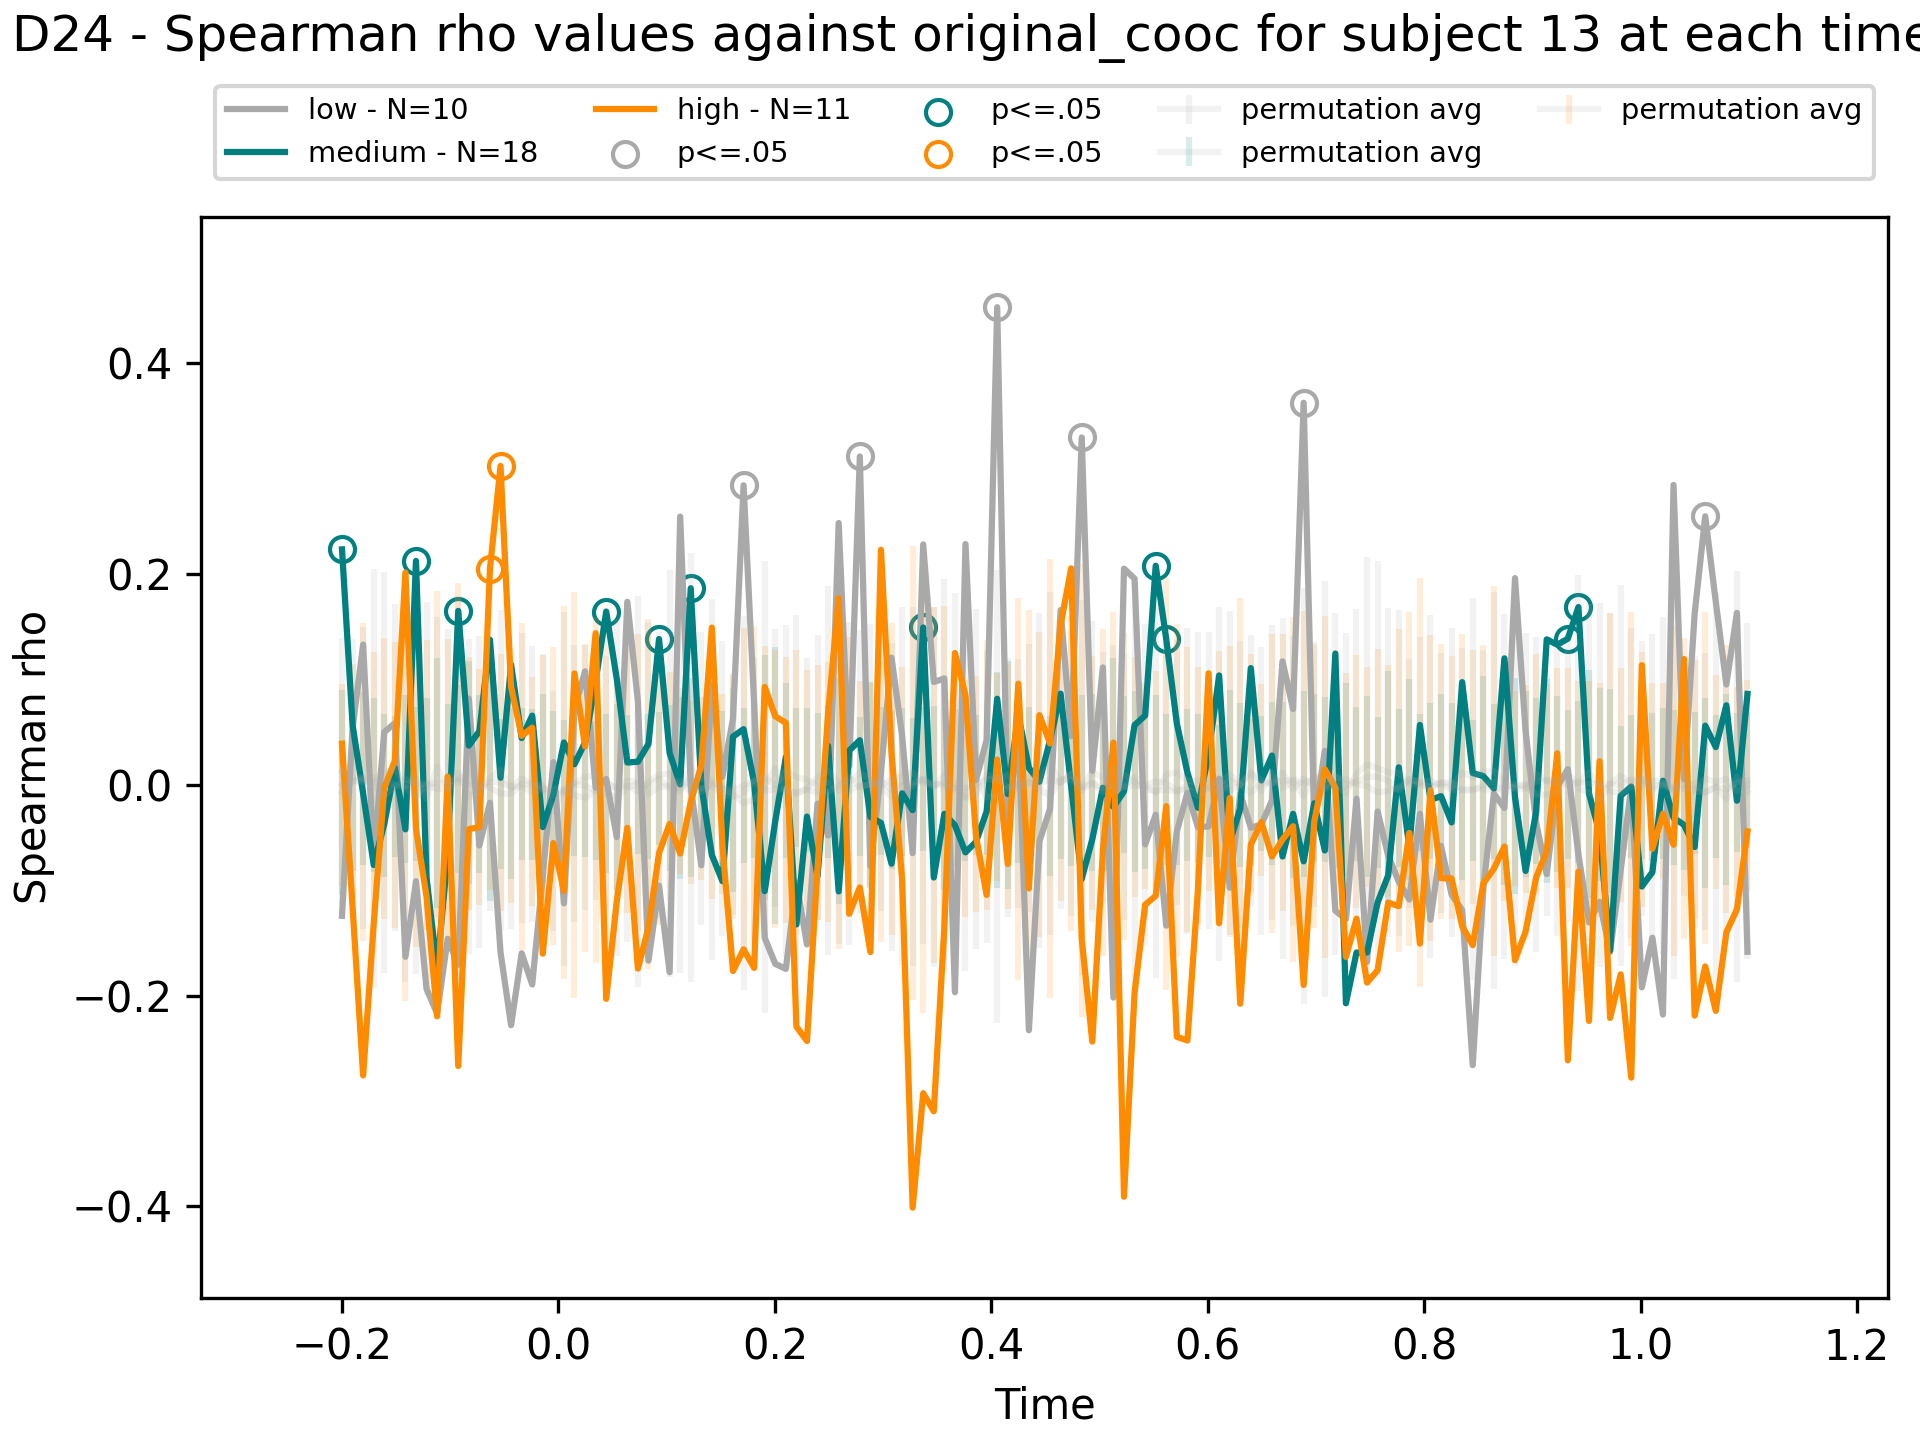 D24 - Spearman rho values against original_cooc for subject 13 at each time
low - N=10 high - N=11 p<=.05 permutation avg permutation avg
medium - N=18 p<=.05 p<=.05 permutation avg
0.4
0.2
0.0
−0.2
−0.4
Spearman rho
−0.2 0.0 0.2 0.4 0.6 0.8 1.0 1.2
Time